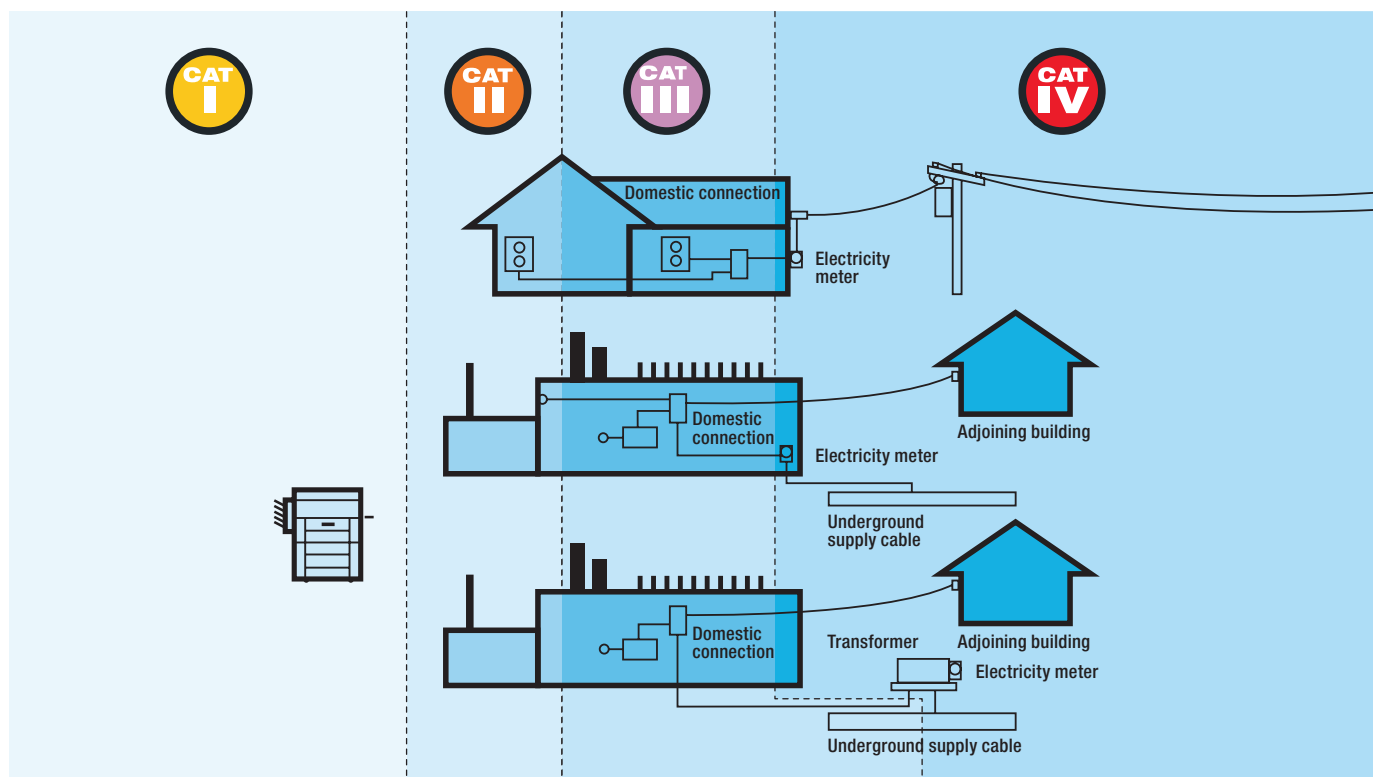 CAT
I
CAT
II
CAT
III
CAT
IV
Domestic connection
Electricity
meter
Domestic
connection
Electricity meter
Adjoining building
Underground
supply cable
Domestic
connection
Transformer
Adjoining building
Electricity meter
Underground supply cable